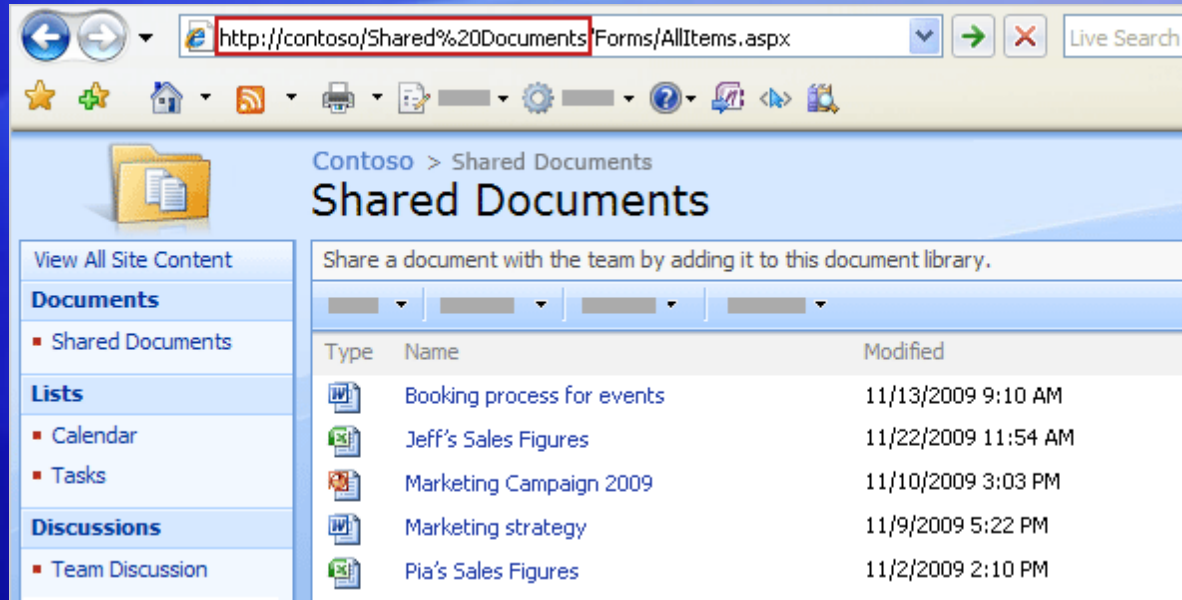 http://contoso/Shared%20Documents/Forms/AllItems.aspx
Live Search
Contoso > Shared Documents
Shared Documents
View All Site Content
Documents
Shared Documents
Lists
Calendar
Tasks
Discussions
Team Discussion
Share a document with the team by adding it to this document library.
Type Name Modified
Booking process for events 11/13/2009 9:10 AM
Jeff's Sales Figures 11/22/2009 11:54 AM
Marketing Campaign 2009 11/10/2009 3:03 PM
Marketing strategy 11/9/2009 5:22 PM
Pia's Sales Figures 11/2/2009 2:10 PM